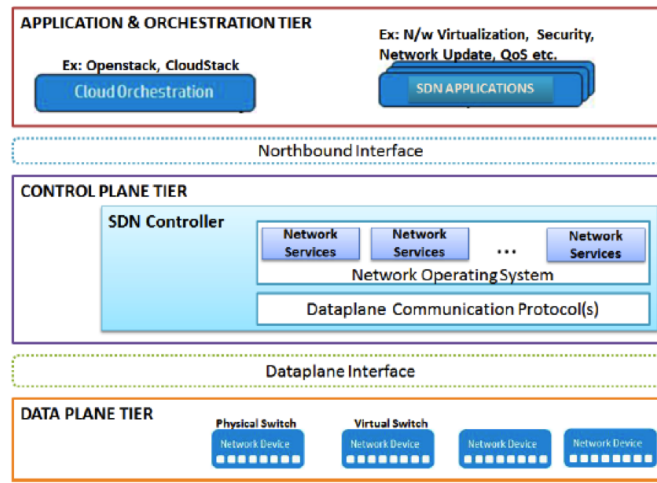 APPLICATION & ORCHESTRATION TIER
Ex: Openstack, CloudStack
Cloud Orchestration
Ex: N/w Virtualization, Security,
Network Update, QoS etc.
SDN APPLICATIONS
Northbound Interface
CONTROL PLANE TIER
SDN Controller
Network
Services
Network
Services
...
Network
Services
Network Operating System
Dataplane Communication Protocol(s)
Dataplane Interface
DATA PLANE TIER
Physical Switch
Network Device
Virtual Switch
Network Device
Network Device
Network Device